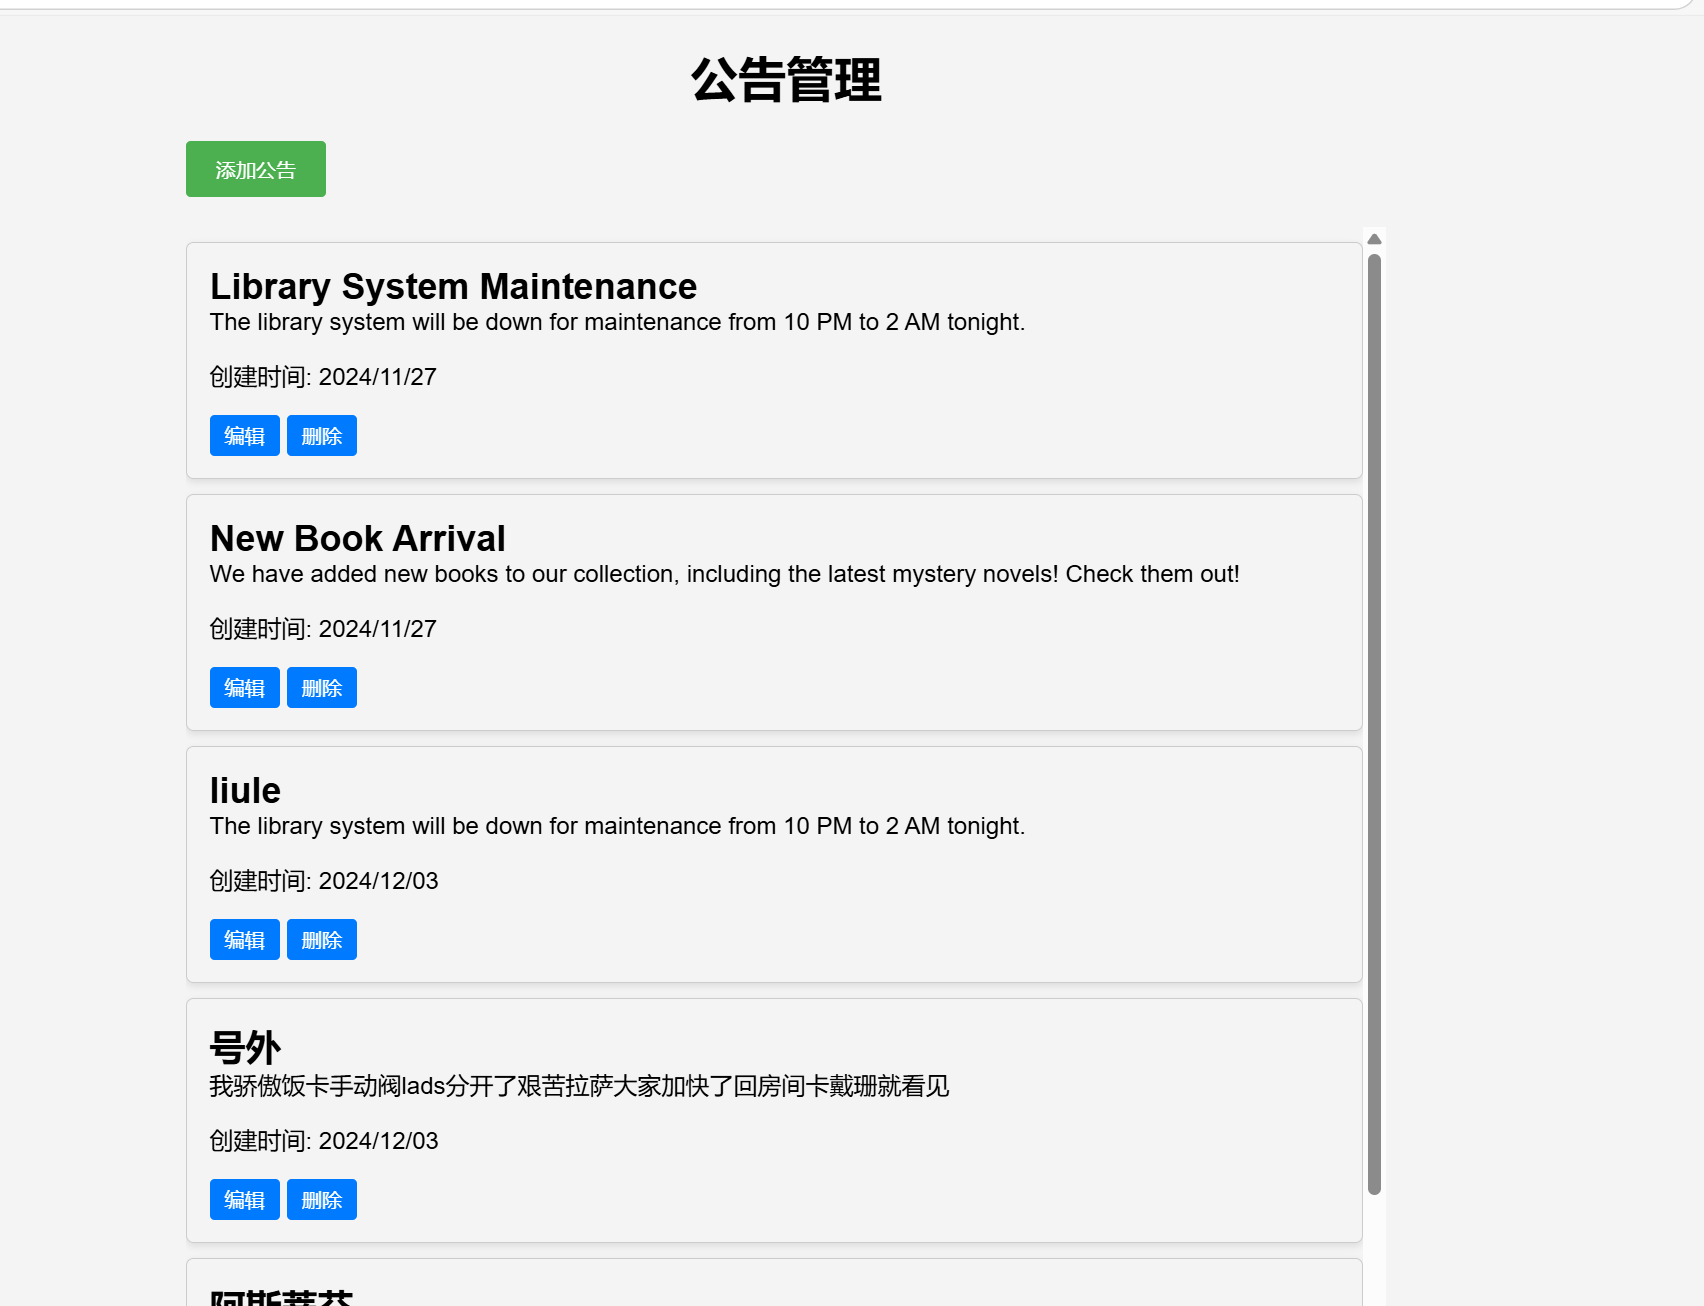 公告管理
添加公告
Library System Maintenance
The library system will be down for maintenance from 10 PM to 2 AM tonight.
创建时间: 2024/11/27
编辑 删除
New Book Arrival
We have added new books to our collection, including the latest mystery novels! Check them out!
创建时间: 2024/11/27
编辑 删除
liule
The library system will be down for maintenance from 10 PM to 2 AM tonight.
创建时间: 2024/12/03
编辑 删除
号外
我骄傲饭卡手动阀lads分开了艰苦拉萨大家加快了回房间卡戴珊就看见
创建时间: 2024/12/03
编辑 删除